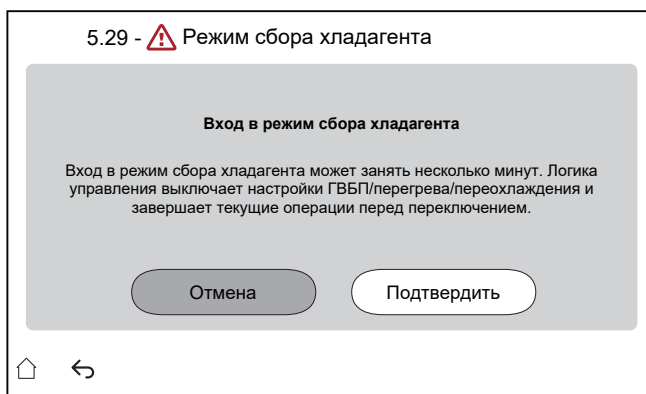 5.29 - Режим сбора хладагента
Вход в режим сбора хладагента
Вход в режим сбора хладагента может занять несколько минут. Логика
управления выключает настройки ГВБП/перегрева/переохлаждения и
завершает текущие операции перед переключением.
Отмена
Подтвердить